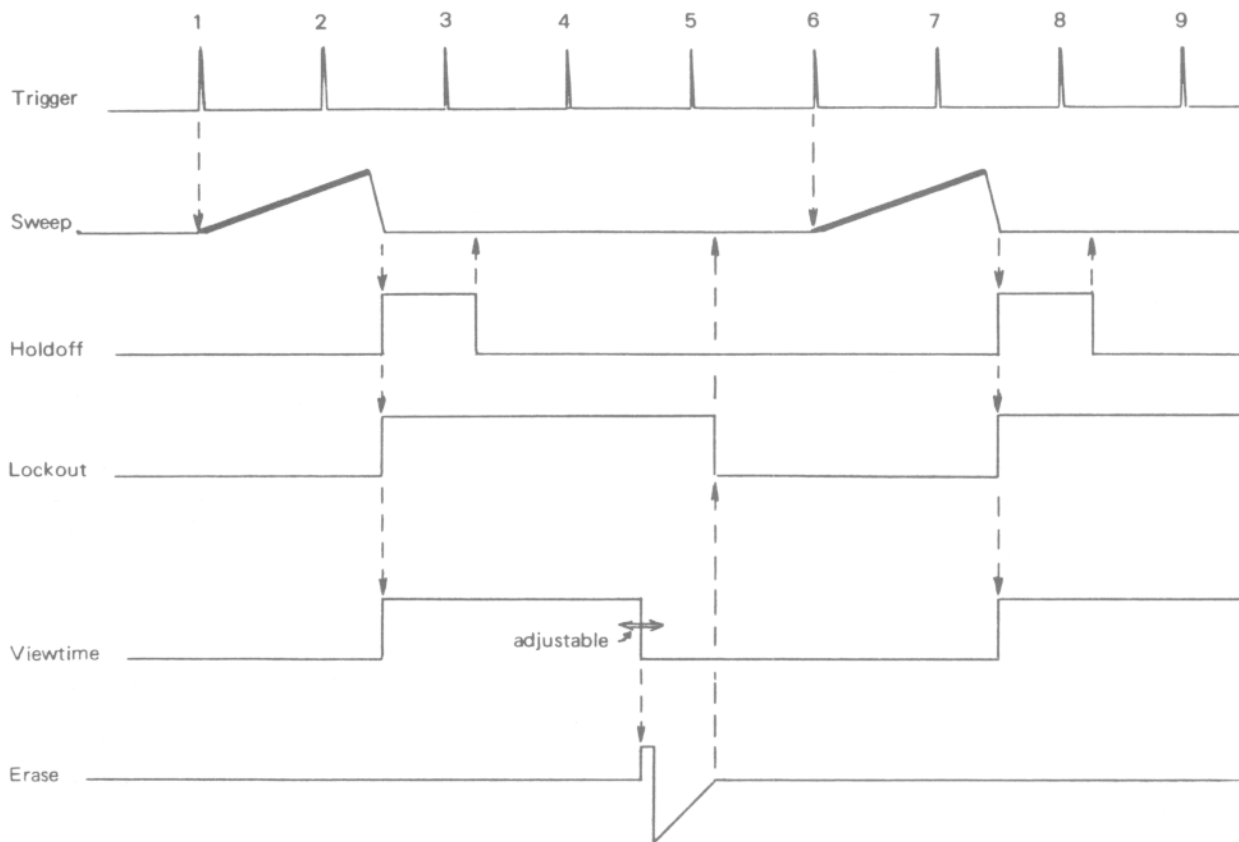 1 2 3 4 5 6 7 8 9
Trigger
Sweep
Holdoff
Lockout
adjustable
Viewtime
Erase